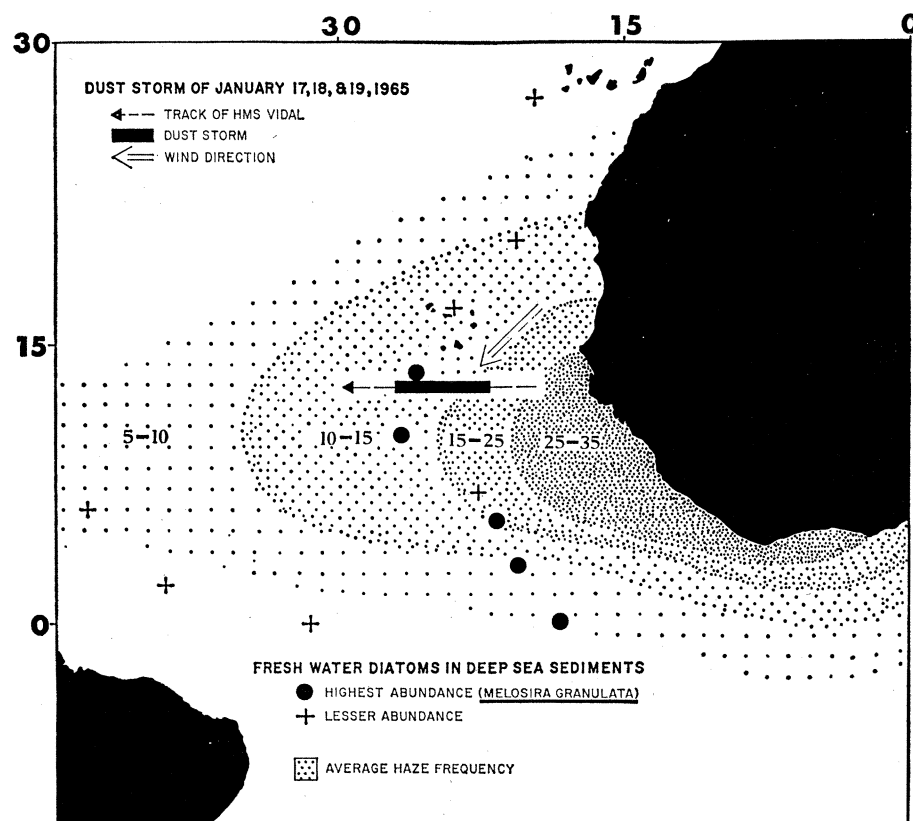 30 15 0
30
DUST STORM OF JANUARY 17,18, &19, 1965
TRACK OF HMS VIDAL
DUST STORM
WIND DIRECTION
15
5-10 10-15 15-25 25-35
0
FRESH WATER DIATOMS IN DEEP SEA SEDIMENTS
HIGHEST ABUNDANCE (MELOSIRA GRANULATA)
LESSER ABUNDANCE
AVERAGE HAZE FREQUENCY